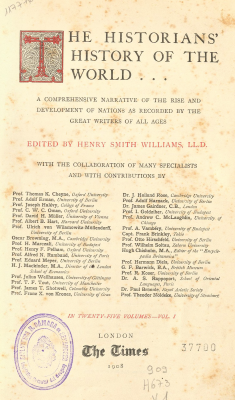 THE HISTORIANS'
HISTORY OF THE
WORLD . . .
A COMPREHENSIVE NARRATIVE OF THE RISE AND
DEVELOPMENT OF NATIONS AS RECORDED BY THE
GREAT WRITERS OF ALL AGES
EDITED BY HENRY SMITH WILLIAMS, LL.D.
WITH THE COLLABORATION OF MANY SPECIALISTS
AND WITH CONTRIBUTIONS BY
Prof. Thomas K. Cheyne, Oxford University
Prof. Adolf Erman, University of Berlin
Prof. Joseph Halévy, College of France
Prof. C. W. C. Oman, Oxford University
Prof. David H. Müller, University of Vienna
Prof. Alfred B. Hart, Harvard University
Prof. Ulrich von Wilamowitz-Möllendorff,
University of Berlin
Oscar Browning, M.A., Cambridge University
Prof. H. Marczali, University of Budapest
Prof. Henry F. Pelham, Oxford University
Prof. Alfred N. Rambaud, University of Paris
Prof. Eduard Meyer, University of Berlin
H. J. Mackinder, M.A., Director of the London
School of Economics
Prof. Julius Wellhausen, University of Göttingen
Prof. T. F. Tout, University of Manchester
Prof. James T. Shotwell, Columbia University
Prof. Franz X. von Krones, University of Graz
Dr. J. Holland Rose, Cambridge University
Prof. Adolf Harnack, University of Berlin
Dr. James Gairdner, C.B., London
Prof. I. Goldziher, University of Budapest
Prof. Andrew C. McLaughlin, University of
Chicago
Prof. A. Vambéry, University of Budapest
Capt. Frank Brinkley, Tokio
Prof. Otto Hirschfeld, University of Berlin
Prof. Wilhelm Soltau, Zabern University
Hugh Chisholm, M.A., Editor of the "Encyclo-
pædia Britannica"
Prof. Hermann Diels, University of Berlin
G. F. Barwick, B.A., British Museum
Prof. R. Koser, University of Berlin
Dr. A. S. Rappoport, School of Oriental
Languages, Paris
Dr. Paul Brönnle, Royal Asiatic Society
Prof. Theodor Nöldeke, University of Strasburg
IN TWENTY-FIVE VOLUMES—VOL. I
LONDON
The Times
1908
37700
909
V.1